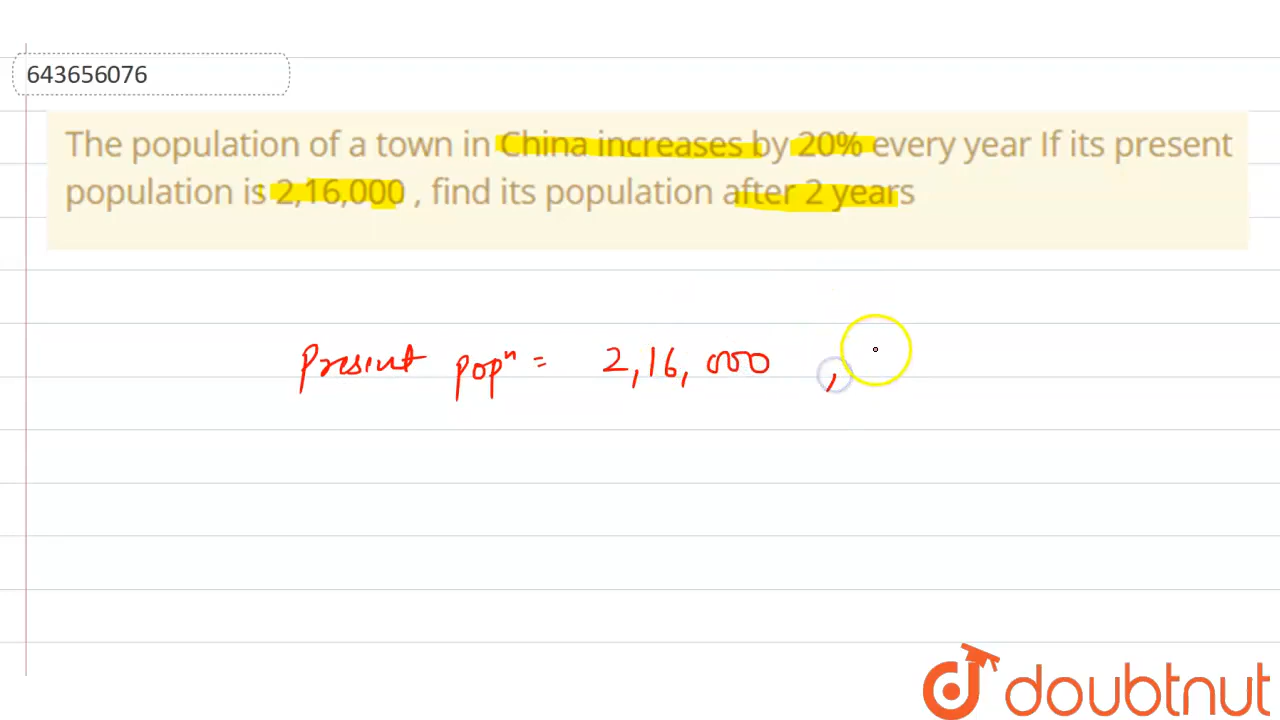 643656076
The population of a town in China increases by 20% every year If its present
population is 2,16,000 , find its population after 2 years
Present popⁿ = 2,16,000 ,
doubtnut